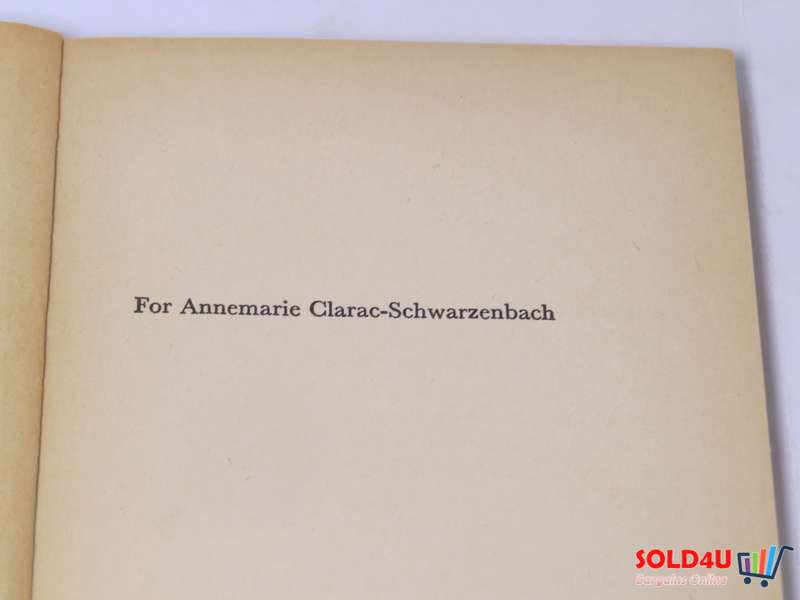 For Annemarie Clarac-Schwarzenbach
SOLD4U
Bargains Online